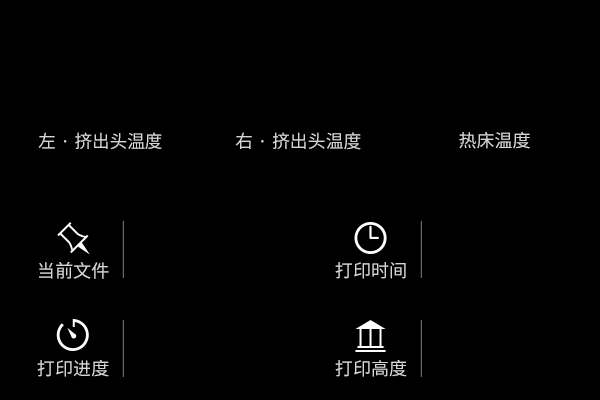 左 · 挤出头温度
右 · 挤出头温度
热床温度
当前文件
打印时间
打印进度
打印高度